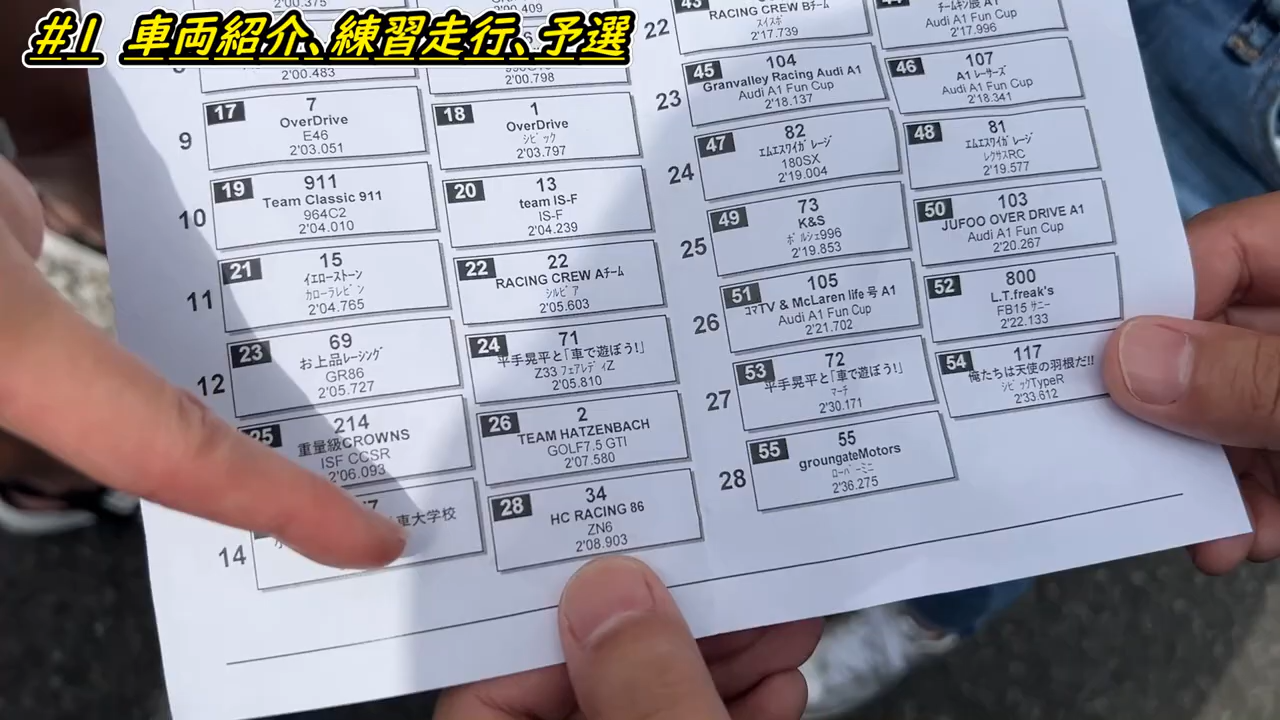 #1 車両紹介、練習走行、予選
2'00.483
2'00.798
9
17
7
OverDrive
E46
2'03.051
18
1
OverDrive
シビック
2'03.797
10
19
911
Team Classic 911
964C2
2'04.010
20
13
team IS-F
IS-F
2'04.239
11
21
15
イエローストーン
カローラレビン
2'04.765
22
22
RACING CREW Aチーム
シルビア
2'05.603
12
23
69
お上品レーシング
GR86
2'05.727
24
71
平手晃平と「車で遊ぼう!」
Z33 フェアレディZ
2'05.810
25
214
重量級CROWNS
ISF CCSR
2'06.093
26
2
TEAM HATZENBACH
GOLF7.5 GTI
2'07.580
14
車大学校
28
34
HC RACING 86
ZN6
2'08.903
22
43
RACING CREW Bチーム
スイスポ
2'17.739
Audi A1 Fun Cup
2'17.996
23
45
104
Granvalley Racing Audi A1
Audi A1 Fun Cup
2'18.137
46
107
A1 レーサーズ
Audi A1 Fun Cup
2'18.341
24
47
82
エムエスワイガレージ
180SX
2'19.004
48
81
エムエスワイガレージ
レクサスRC
2'19.577
25
49
73
K&S
ポルシェ996
2'19.853
50
103
JUFOO OVER DRIVE A1
Audi A1 Fun Cup
2'20.267
26
51
105
コマTV & McLaren life 号 A1
Audi A1 Fun Cup
2'21.702
52
800
L.T.freak's
FB15 サニー
2'22.133
27
53
72
平手晃平と「車で遊ぼう!」
マーチ
2'30.171
54
117
俺たちは天使の羽根だ!!
シビックTypeR
2'33.612
28
55
55
groungateMotors
ローバーミニ
2'36.275